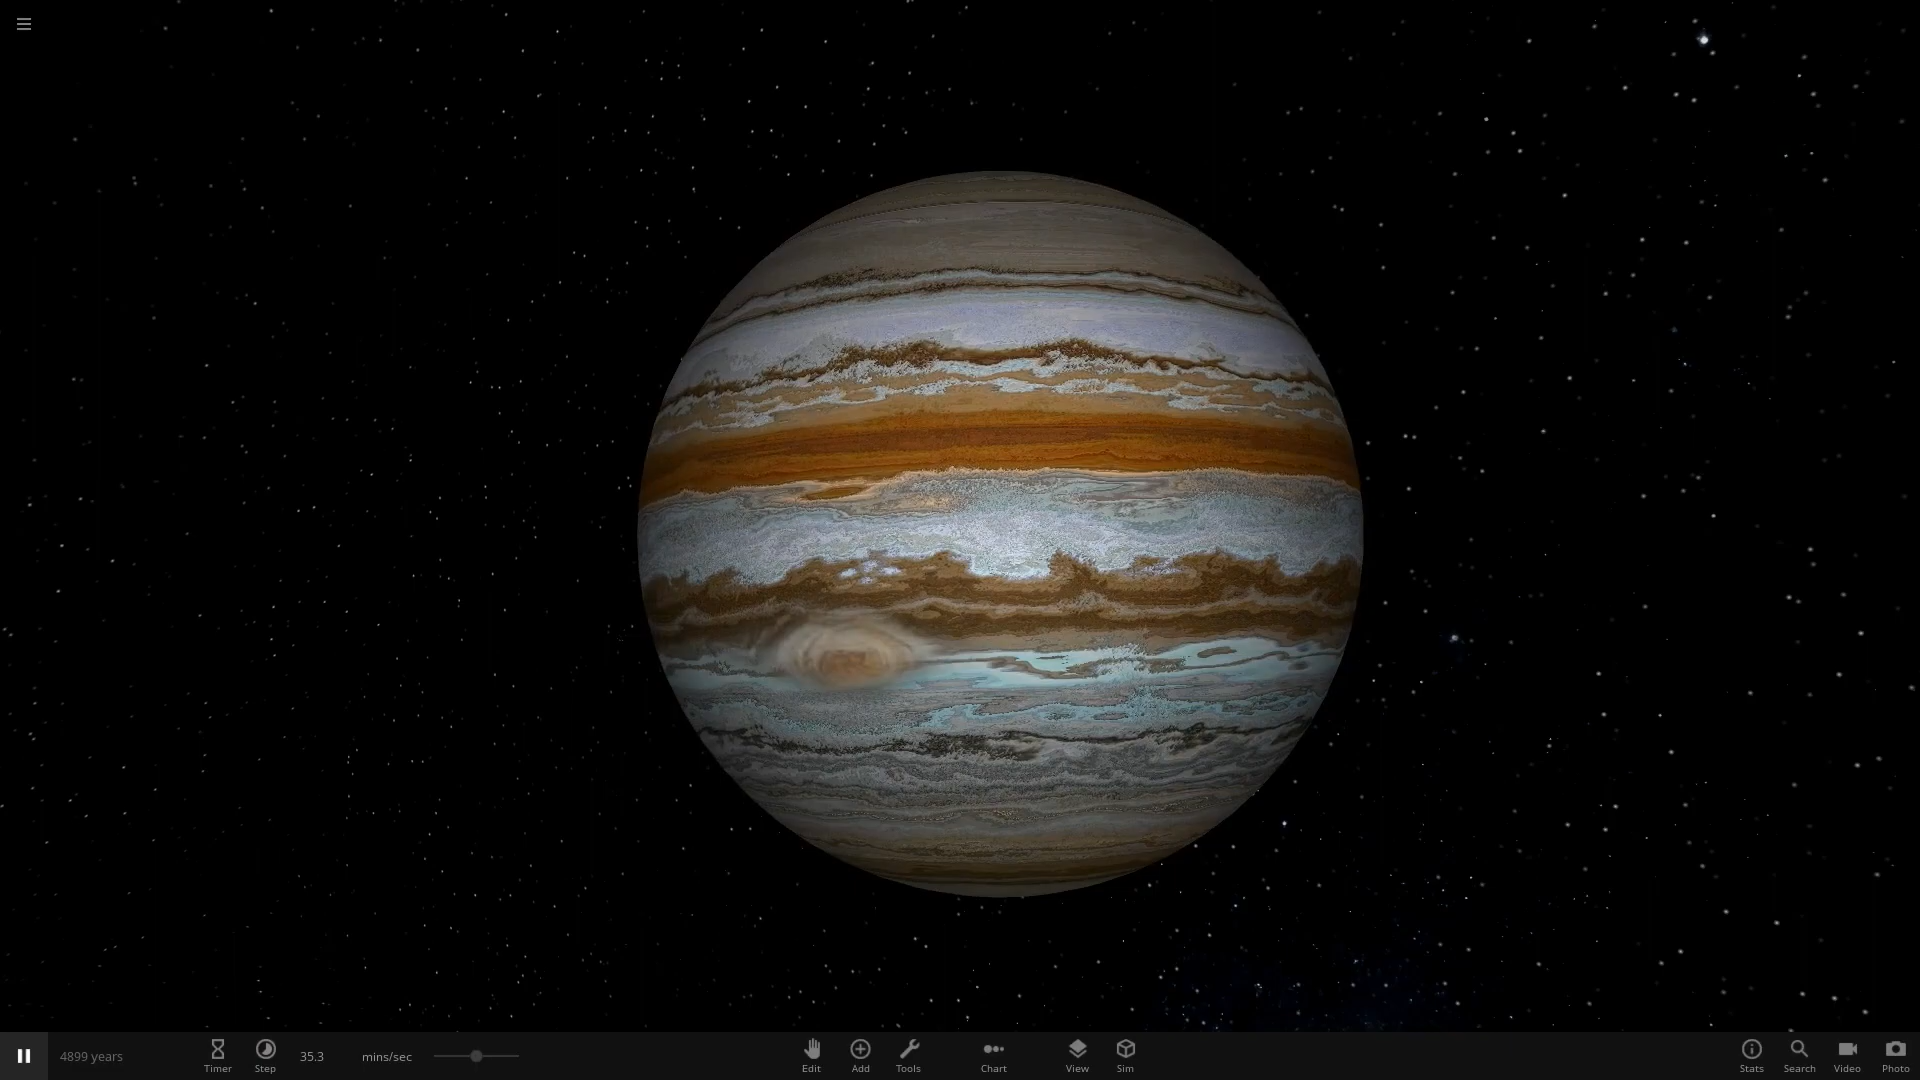 4899 years
Timer
Step
35.3 mins/sec
Edit
Add
Tools
Chart
View
Sim
Stats
Search
Video
Photo